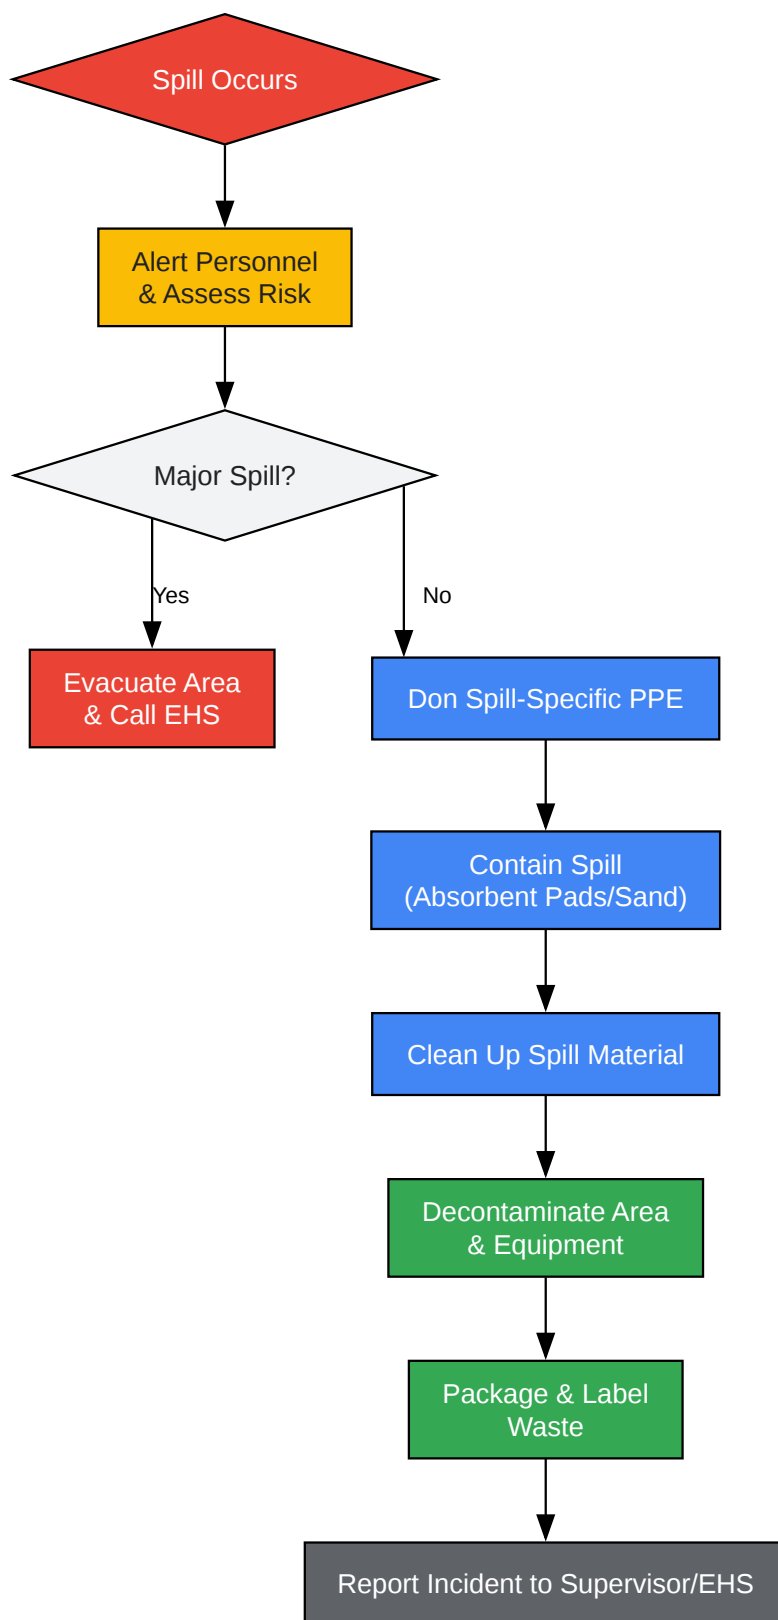 Spill Occurs
Alert Personnel
& Assess Risk
Major Spill?
Yes
No
Evacuate Area
& Call EHS
Don Spill-Specific PPE
Contain Spill
(Absorbent Pads/Sand)
Clean Up Spill Material
Decontaminate Area
& Equipment
Package & Label
Waste
Report Incident to Supervisor/EHS